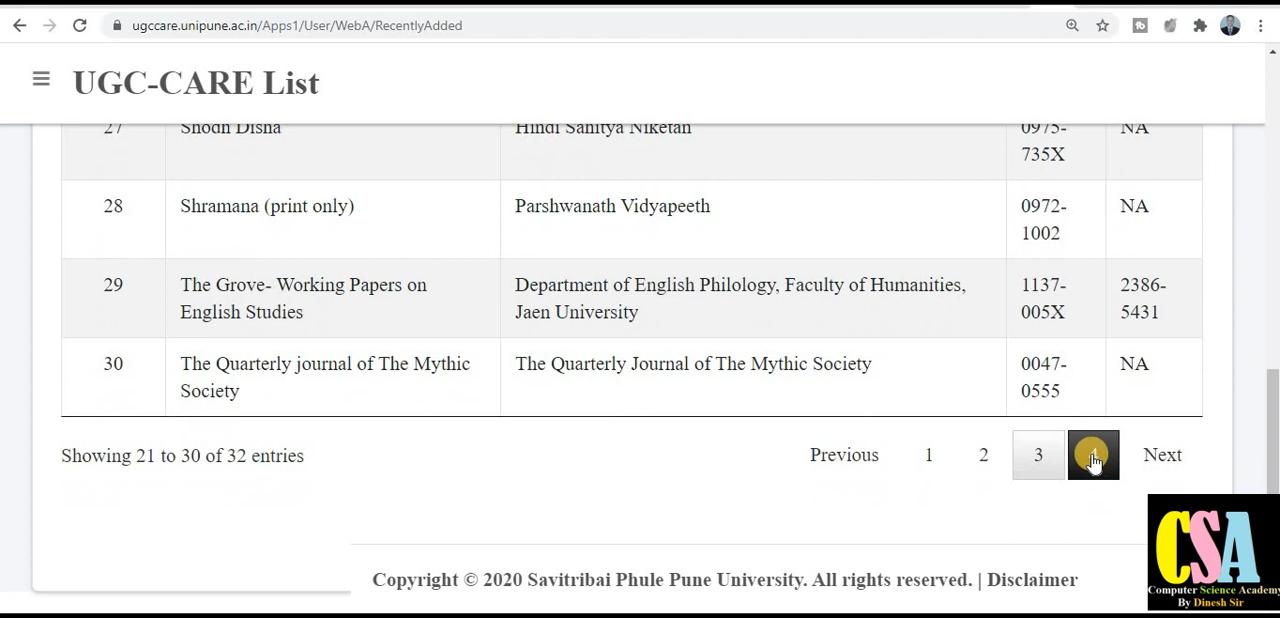 ugccare.unipune.ac.in/Apps1/User/WebA/RecentlyAdded
UGC-CARE List
27 Shodh Disha Hindi Sahitya Niketan 0975- NA
735X
28 Shramana (print only) Parshwanath Vidyapeeth 0972- NA
1002
29 The Grove- Working Papers on Department of English Philology, Faculty of Humanities, 1137- 2386-
English Studies Jaen University 005X 5431
30 The Quarterly journal of The Mythic The Quarterly Journal of The Mythic Society 0047- NA
Society 0555
Showing 21 to 30 of 32 entries Previous 1 2 3 4 Next
Copyright © 2020 Savitribai Phule Pune University. All rights reserved. | Disclaimer
CSA
Computer Science Academy
By Dinesh Sir